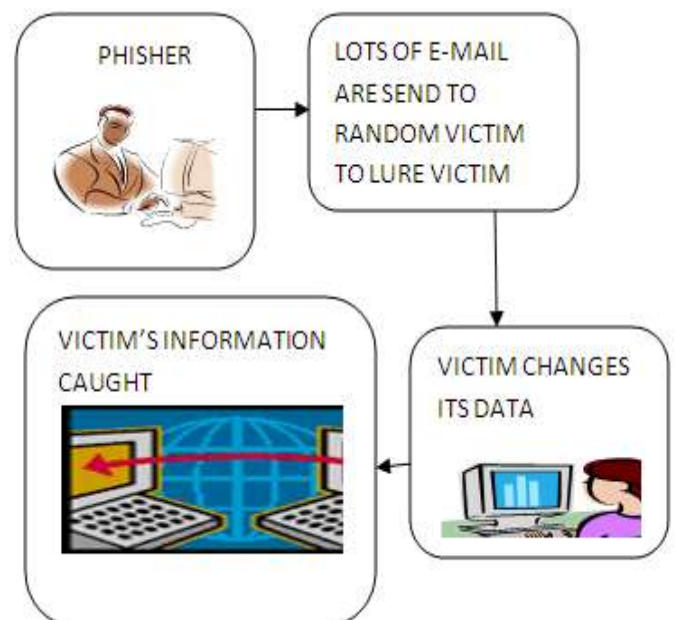 PHISHER
LOTS OF E-MAIL
ARE SEND TO
RANDOM VICTIM
TO LURE VICTIM
VICTIM CHANGES
ITS DATA
VICTIM'S INFORMATION
CAUGHT